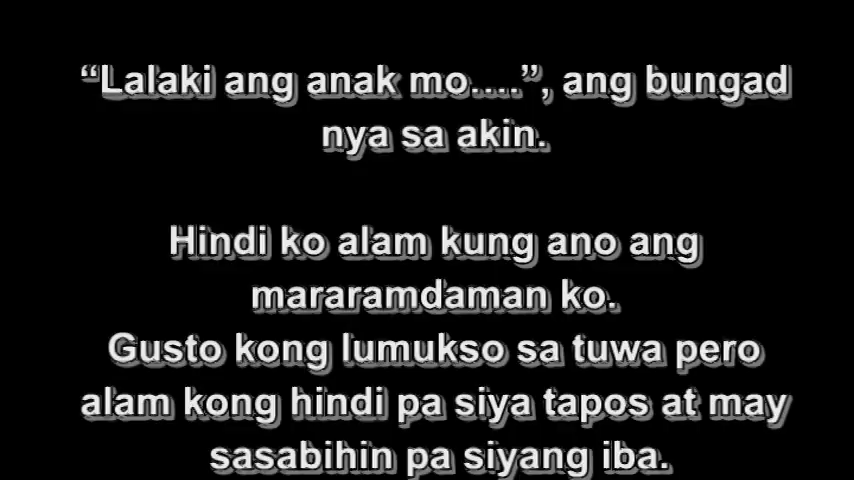 “Lalaki ang anak mo....”, ang bungad
nya sa akin.
Hindi ko alam kung ano ang
mararamdaman ko.
Gusto kong lumukso sa tuwa pero
alam kong hindi pa siya tapos at may
sasabihin pa siyang iba.